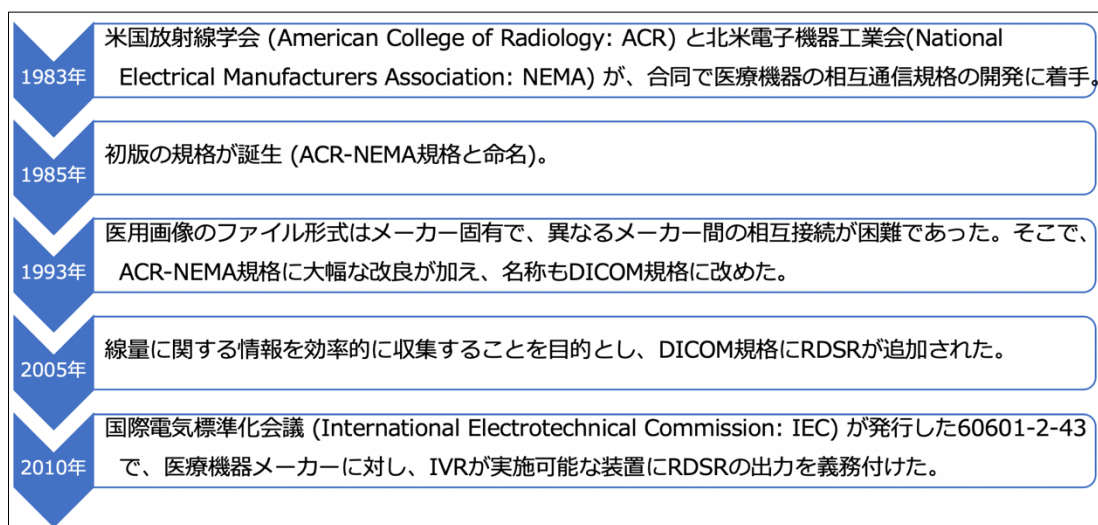 1983年
米国放射線学会 (American College of Radiology: ACR) と北米電子機器工業会(National
Electrical Manufacturers Association: NEMA) が、合同で医療機器の相互通信規格の開発に着手。
1985年
初版の規格が誕生 (ACR-NEMA規格と命名)。
1993年
医用画像のファイル形式はメーカー固有で、異なるメーカー間の相互接続が困難であった。そこで、
ACR-NEMA規格に大幅な改良が加え、名称もDICOM規格に改めた。
2005年
線量に関する情報を効率的に収集することを目的とし、DICOM規格にRDSRが追加された。
2010年
国際電気標準化会議 (International Electrotechnical Commission: IEC) が発行した60601-2-43
で、医療機器メーカーに対し、IVRが実施可能な装置にRDSRの出力を義務付けた。